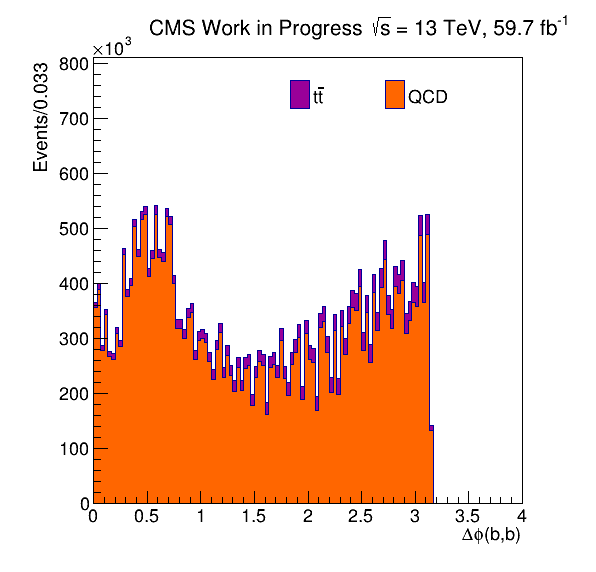 CMS Work in Progress √s = 13 TeV, 59.7 fb⁻¹
×10³
Events/0.033
800
700
600
500
400
300
200
100
0
tt̄
QCD
0 0.5 1 1.5 2 2.5 3 3.5 4
Δϕ(b,b)